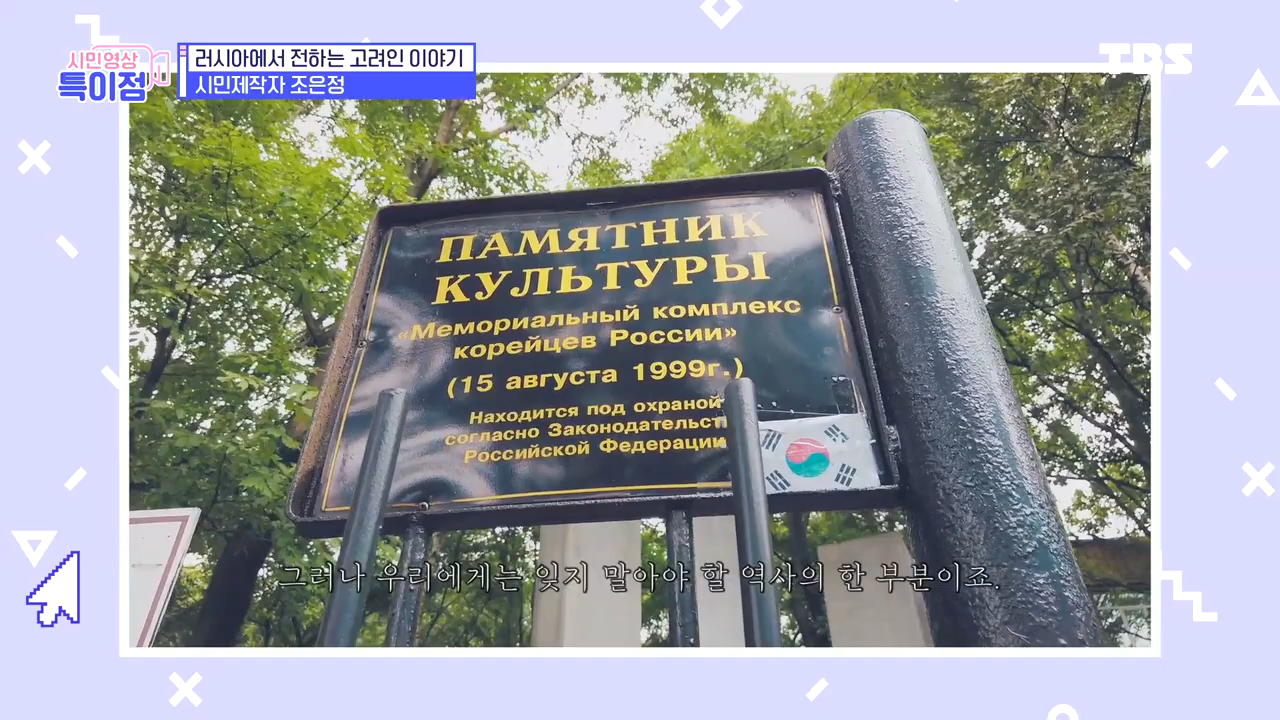 시민영상
특이점
러시아에서 전하는 고려인 이야기
시민제작자 조은정
TBS
ПАМЯТНИК
КУЛЬТУРЫ
«Мемориальный комплекс
корейцев России»
(15 августа 1999г.)
Находится под охраной
согласно Законодательст
Российской Федерации
그러나 우리에게는 잊지 말아야 할 역사의 한 부분이죠.